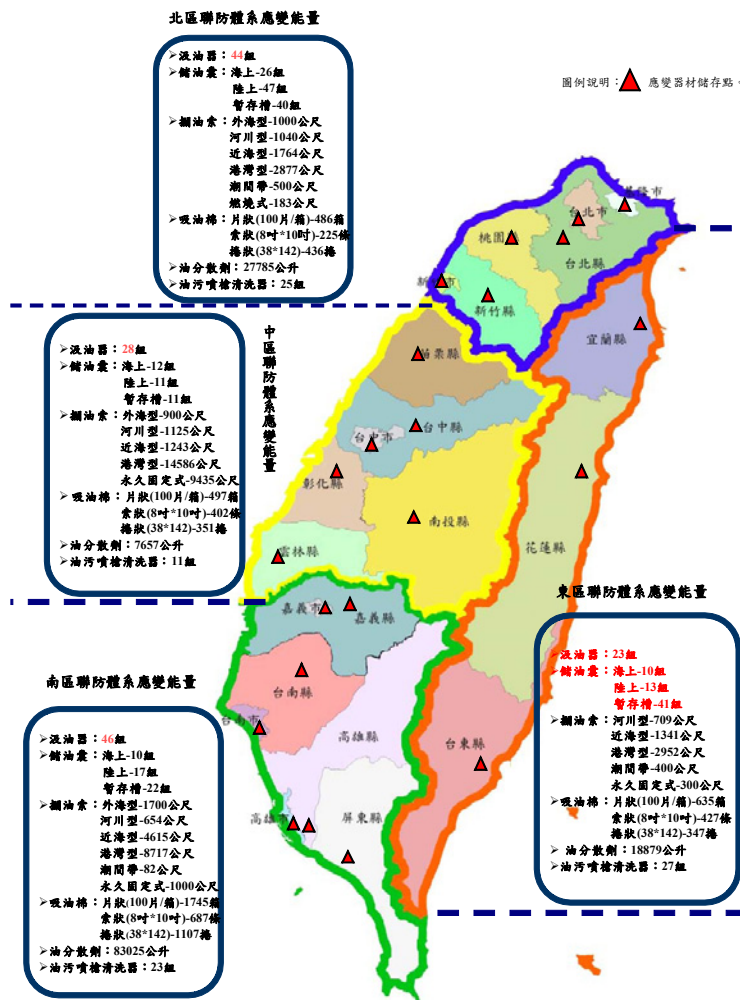 北區聯防體系應變能量
➢汲油器：44組
➢儲油囊：海上-26組
陸上-47組
暫存槽-40組
➢攔油索：外海型-1000公尺
河川型-1040公尺
近海型-1764公尺
港灣型-2877公尺
潮間帶-500公尺
燃燒式-183公尺
➢吸油棉：片狀(100片/箱)-486箱
索狀(8吋*10吋)-225條
捲狀(38*142)-436捲
➢油分散劑：27785公升
➢油污噴槍清洗器：25組
圖例說明：
應變器材儲存點。
基隆市
台北市
桃園
台北縣
新竹縣
宜蘭縣
中區聯防體系應變能量
➢汲油器：28組
➢儲油囊：海上-12組
陸上-11組
暫存槽-11組
➢攔油索：外海型-900公尺
河川型-1125公尺
近海型-1243公尺
港灣型-14586公尺
永久固定式-9435公尺
➢吸油棉：片狀(100片/箱)-497箱
索狀(8吋*10吋)-402條
捲狀(38*142)-351捲
➢油分散劑：7657公升
➢油污噴槍清洗器：11組
苗栗縣
台中縣
台中市
彰化縣
南投縣
雲林縣
花蓮縣
嘉義市
嘉義縣
台南縣
台南市
高雄縣
高雄市
屏東縣
台東縣
南區聯防體系應變能量
➢汲油器：46組
➢儲油囊：海上-10組
陸上-17組
暫存槽-22組
➢攔油索：外海型-1700公尺
河川型-654公尺
近海型-4615公尺
港灣型-8717公尺
潮間帶-82公尺
永久固定式-1000公尺
➢吸油棉：片狀(100片/箱)-1745箱
索狀(8吋*10吋)-687條
捲狀(38*142)-1107捲
➢油分散劑：83025公升
➢油污噴槍清洗器：23組
東區聯防體系應變能量
➢汲油器：23組
➢儲油囊：海上-10組
陸上-13組
暫存槽-41組
➢攔油索：河川型-709公尺
近海型-1341公尺
港灣型-2952公尺
潮間帶-400公尺
永久固定式-300公尺
➢吸油棉：片狀(100片/箱)-635箱
索狀(8吋*10吋)-427條
捲狀(38*142)-347捲
➢油分散劑：18879公升
➢油污噴槍清洗器：27組